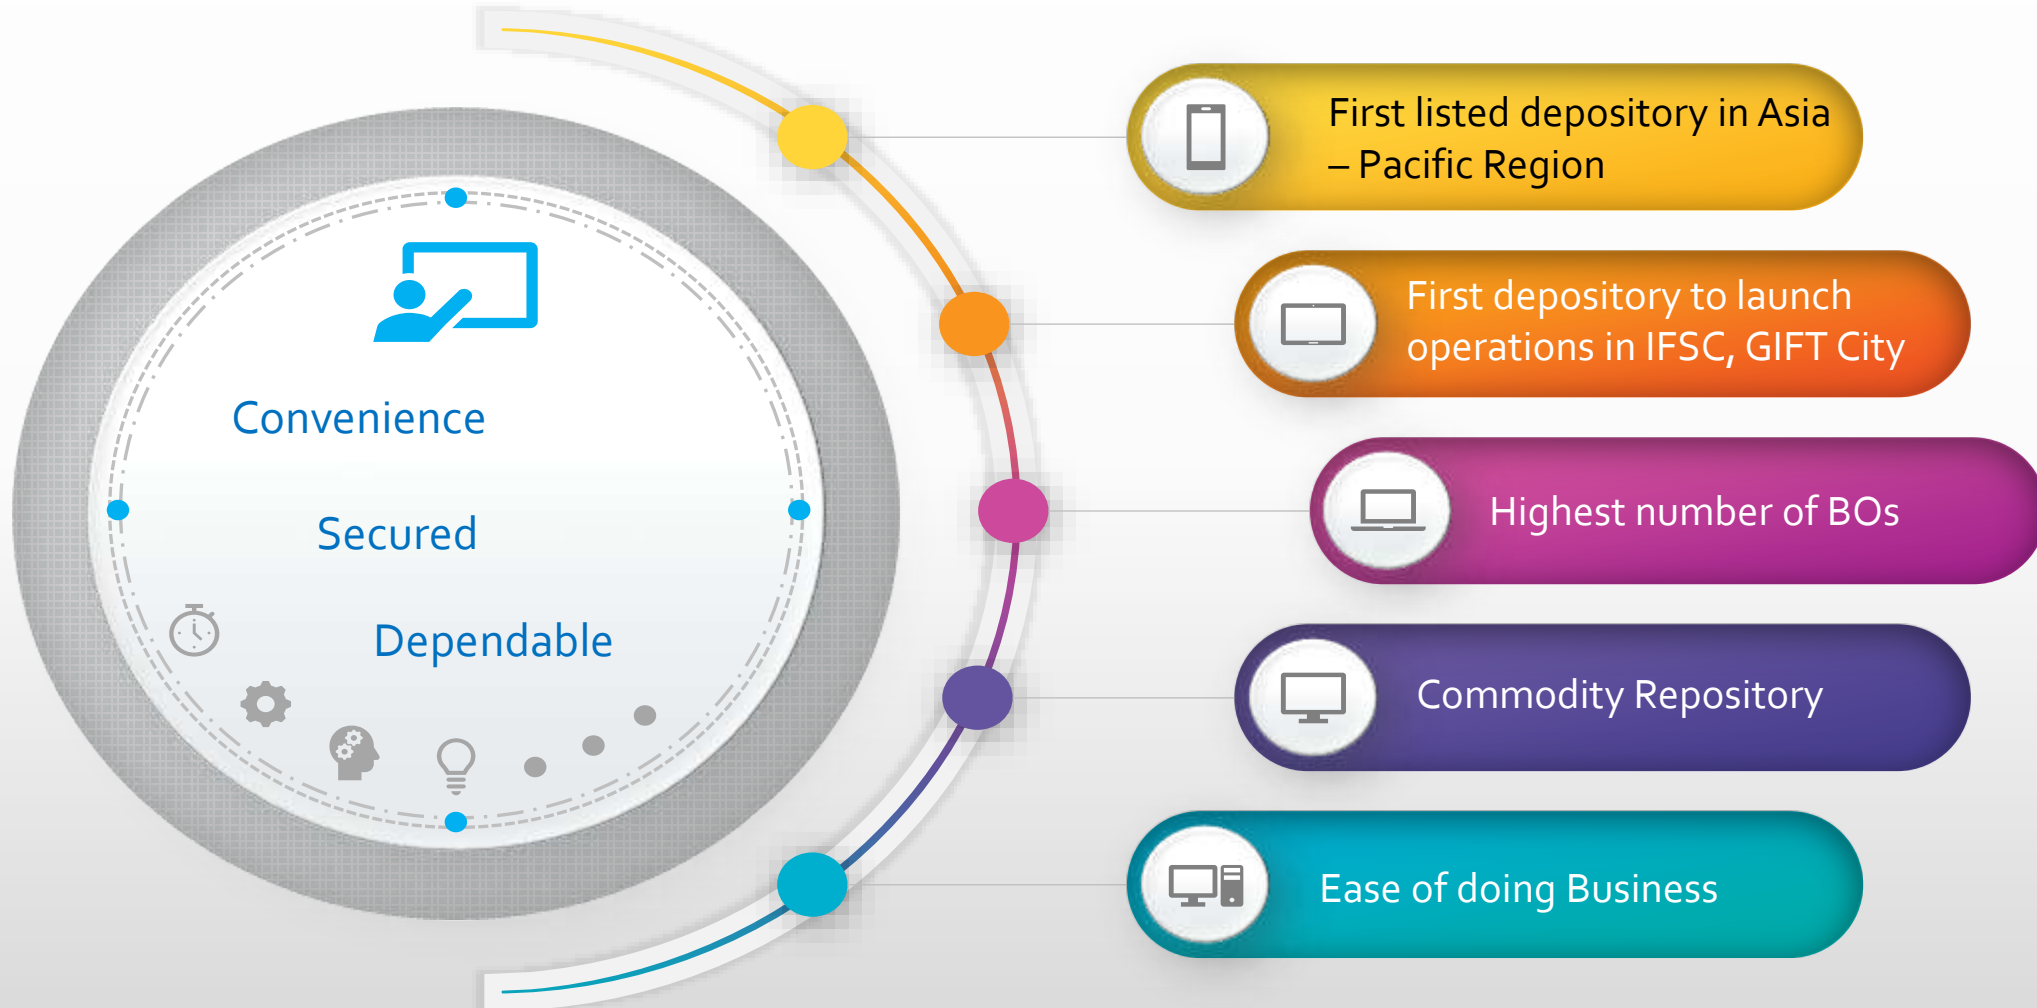 Convenience
Secured
Dependable
First listed depository in Asia
– Pacific Region
First depository to launch
operations in IFSC, GIFT City
Highest number of BOs
Commodity Repository
Ease of doing Business